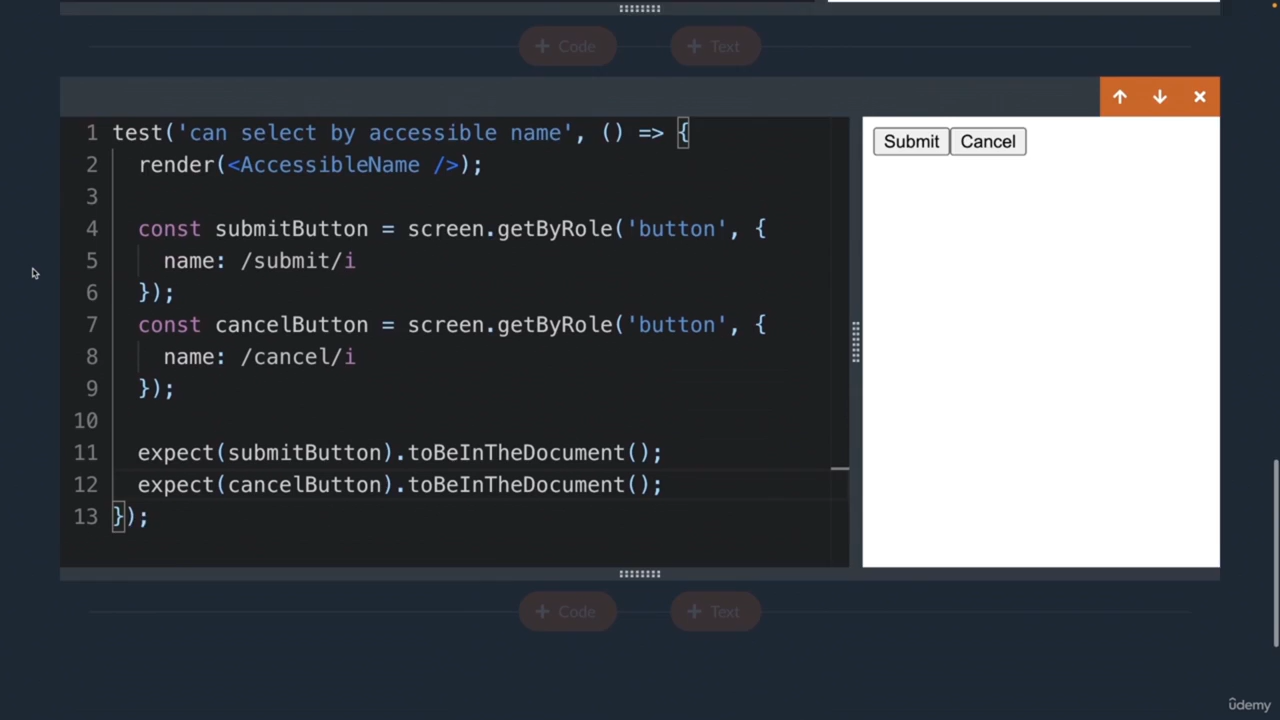 + Code
+ Text
1 test('can select by accessible name', () => {
2 render(<AccessibleName />);
3
4 const submitButton = screen.getByRole('button', {
5 name: /submit/i
6 });
7 const cancelButton = screen.getByRole('button', {
8 name: /cancel/i
9 });
10
11 expect(submitButton).toBeInTheDocument();
12 expect(cancelButton).toBeInTheDocument();
13 });
Submit Cancel
+ Code
+ Text
ûdemy